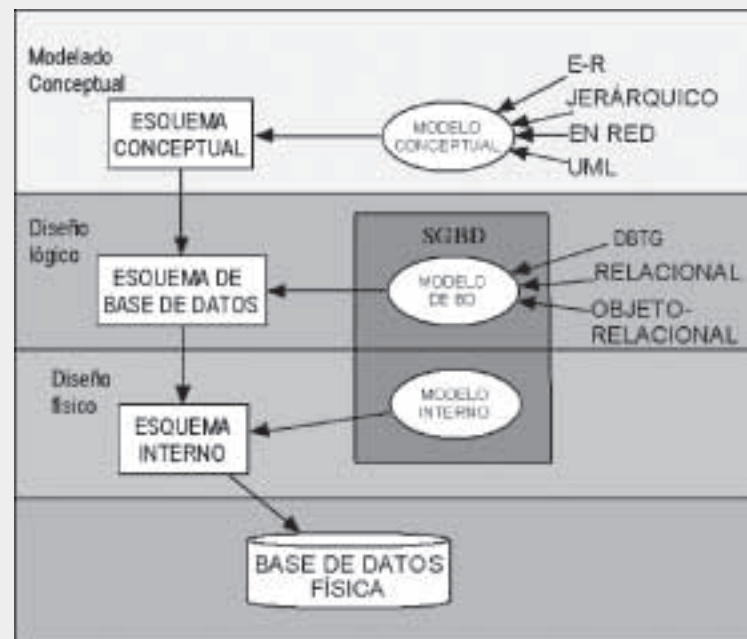 Modelado
Conceptual
E-R
JERÁRQUICO
EN RED
UML
ESQUEMA
CONCEPTUAL
MODELO
CONCEPTUAL
Diseño
lógico
SGBD
DBTG
RELACIONAL
OBJETO-
RELACIONAL
ESQUEMA DE
BASE DE DATOS
MODELO
DE BD
Diseño
físico
MODELO
INTERNO
ESQUEMA
INTERNO
BASE DE DATOS
FÍSICA